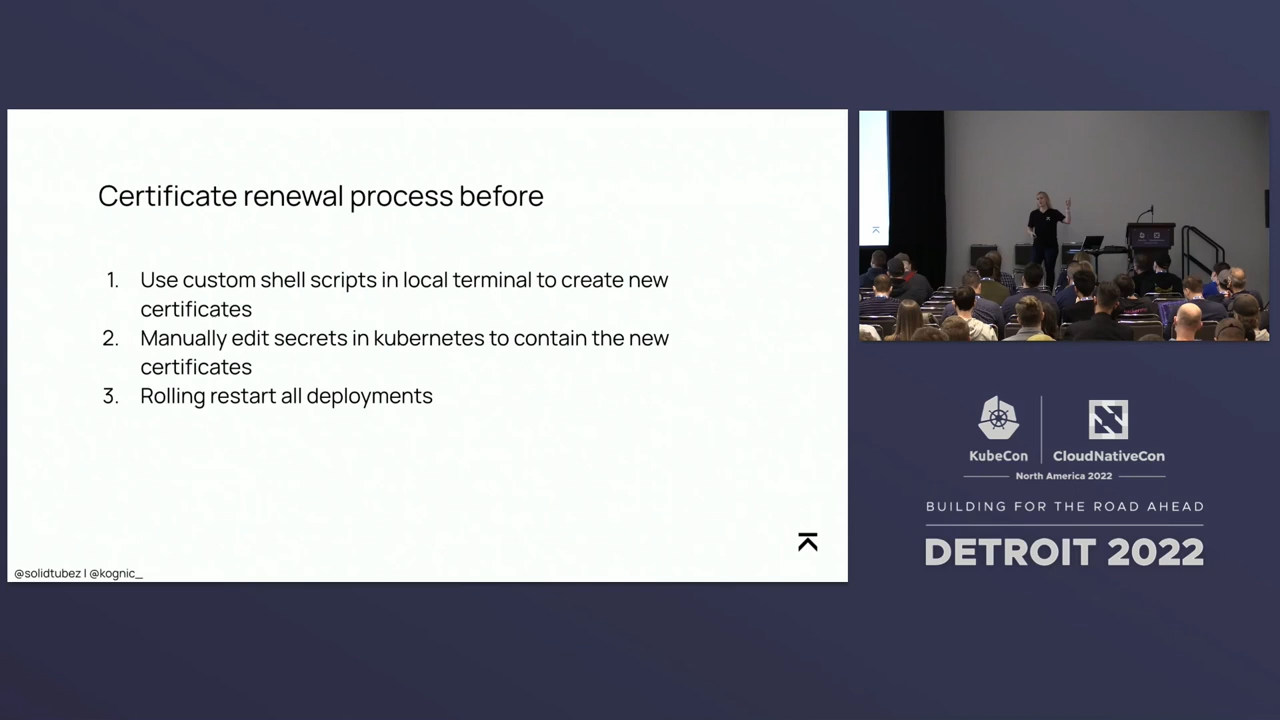 Certificate renewal process before
1. Use custom shell scripts in local terminal to create new
certificates
2. Manually edit secrets in kubernetes to contain the new
certificates
3. Rolling restart all deployments
@solidtubez | @kognic_
KubeCon
CloudNativeCon
North America 2022
BUILDING FOR THE ROAD AHEAD
DETROIT 2022